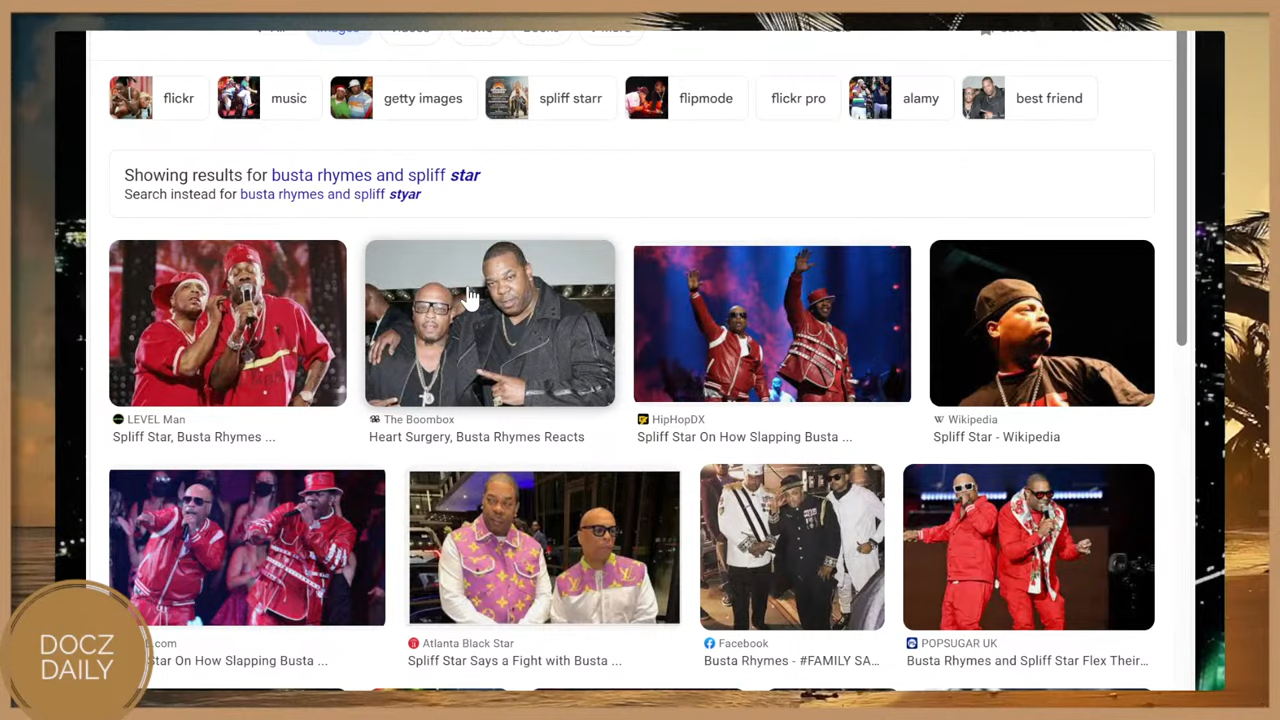 flickr
music
getty images
spliff starr
flipmode
flickr pro
alamy
best friend
Showing results for busta rhymes and spliff star
Search instead for busta rhymes and spliff styar
LEVEL Man
Spliff Star, Busta Rhymes ...
The Boombox
Heart Surgery, Busta Rhymes Reacts
HipHopDX
Spliff Star On How Slapping Busta ...
Wikipedia
Spliff Star - Wikipedia
.com
Star On How Slapping Busta ...
Atlanta Black Star
Spliff Star Says a Fight with Busta ...
Facebook
Busta Rhymes - #FAMILY SA...
POPSUGAR UK
Busta Rhymes and Spliff Star Flex Their...
DOCZ
DAILY